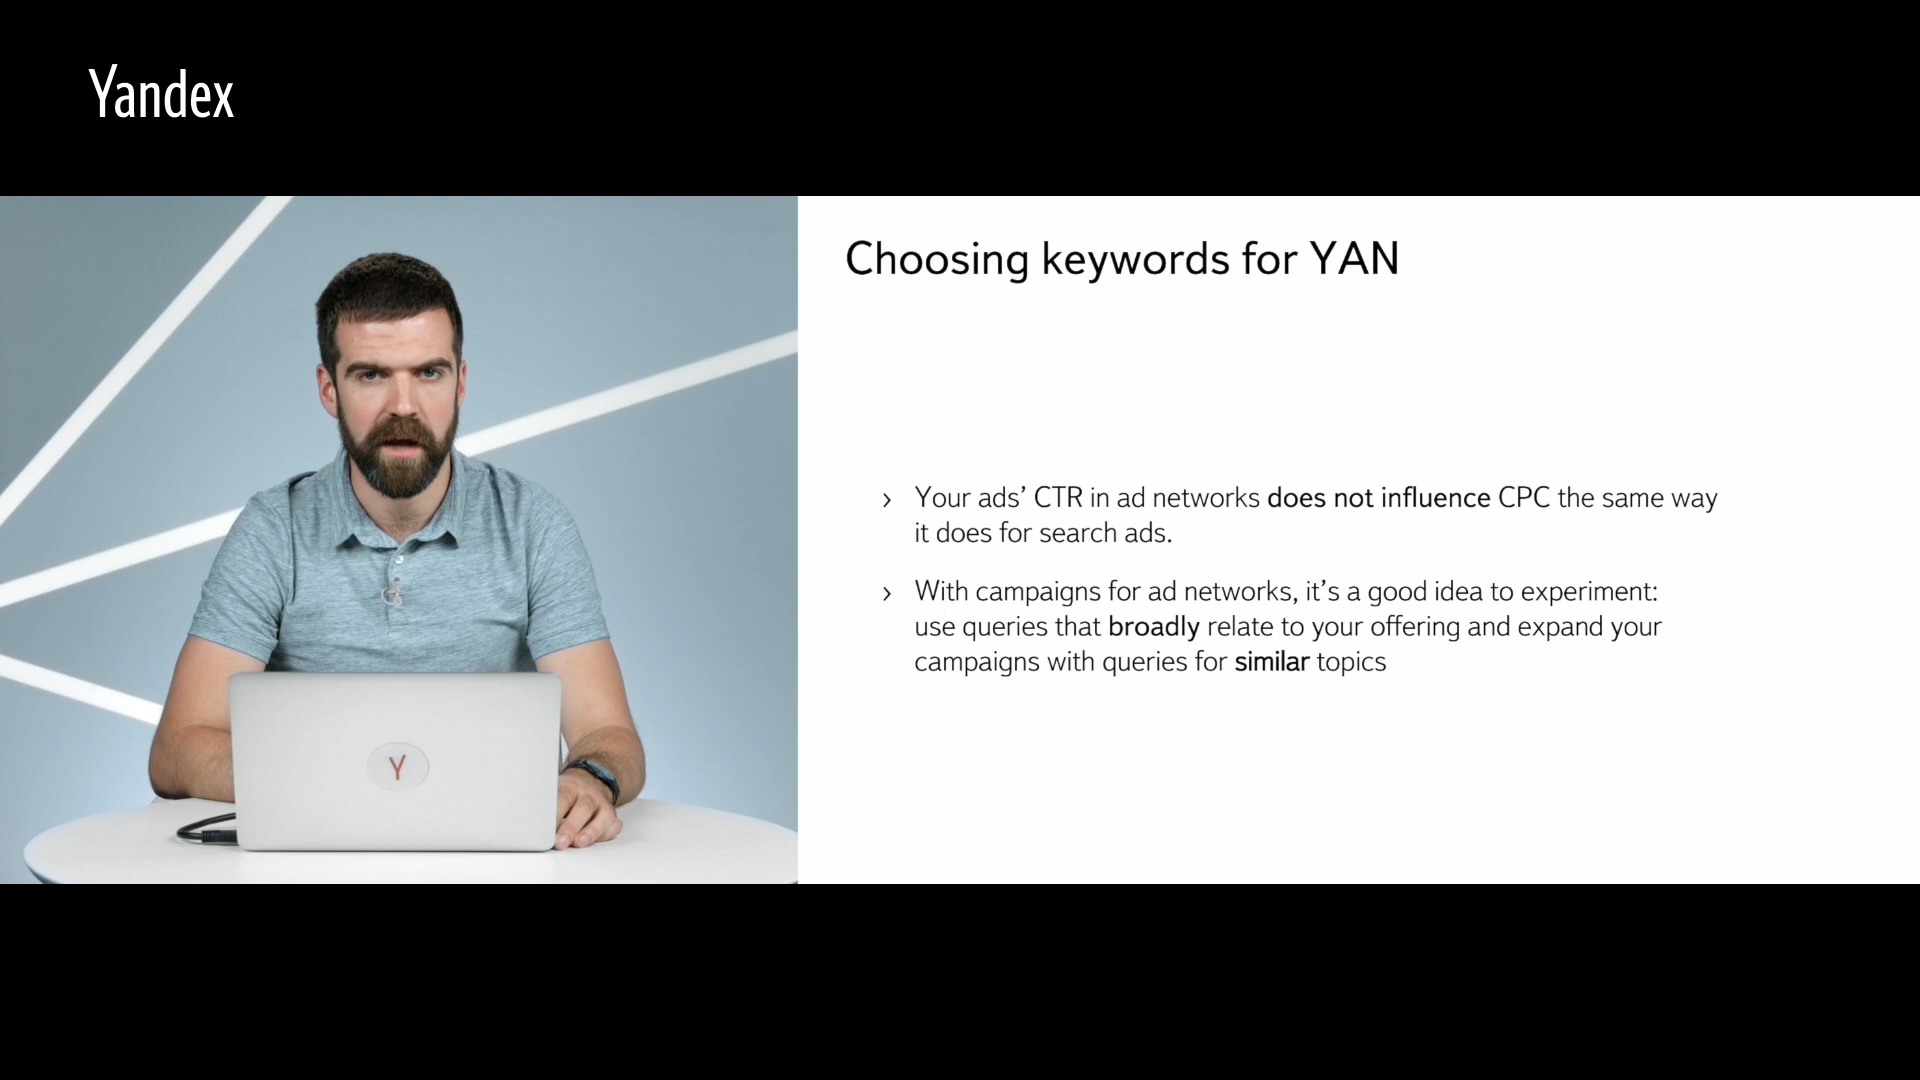 Yandex
Choosing keywords for YAN
› Your ads’ CTR in ad networks does not influence CPC the same way
it does for search ads.
› With campaigns for ad networks, it’s a good idea to experiment:
use queries that broadly relate to your offering and expand your
campaigns with queries for similar topics
Y